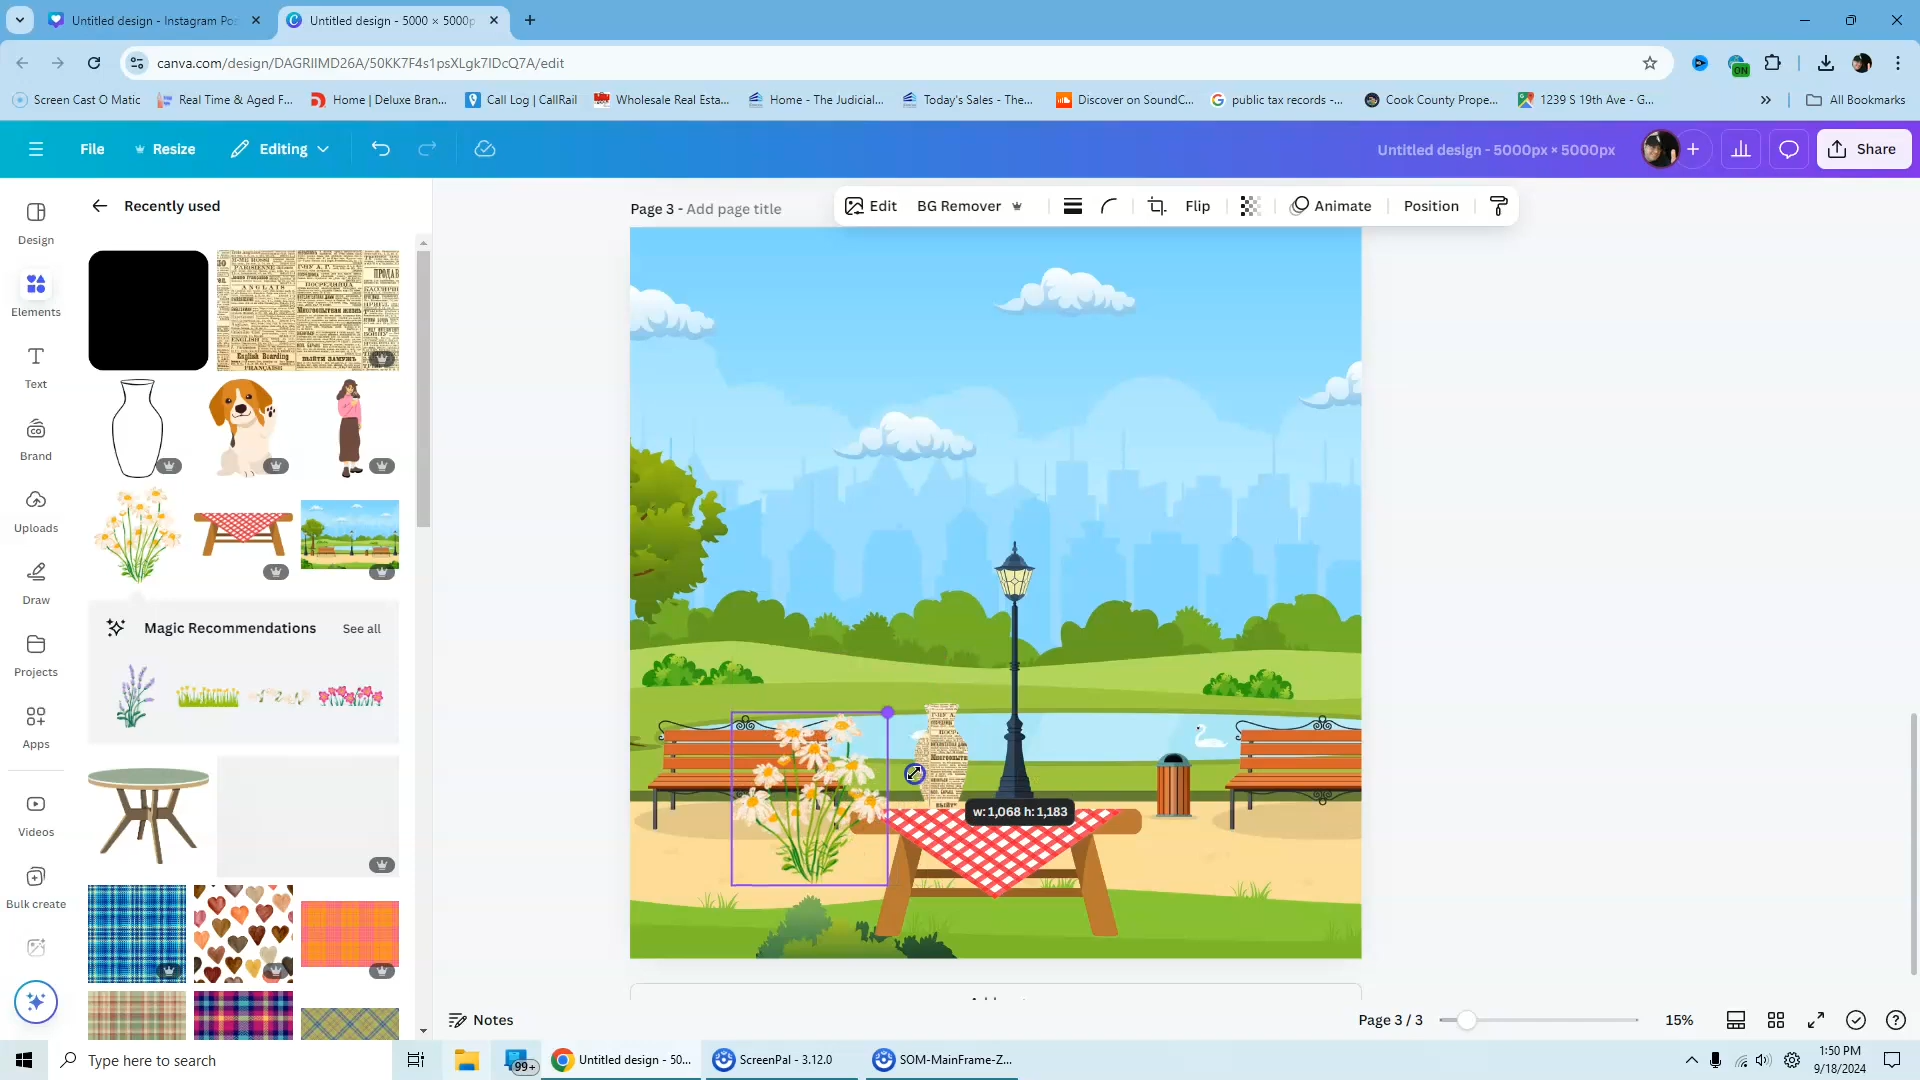 Untitled design - Instagram Pos
Untitled design - 5000 × 5000p
canva.com/design/DAGRIIMD26A/50KK7F4s1psXLgk7IDcQ7A/edit
ON
Screen Cast O Matic
Real Time & Aged F...
Home | Deluxe Bran...
Call Log | CallRail
Wholesale Real Esta...
Home - The Judicial...
Today's Sales - The...
Discover on SoundC...
public tax records -...
Cook County Prope...
1239 S 19th Ave - G...
All Bookmarks
File
Resize
Editing
Untitled design - 5000px × 5000px
Share
Design
Elements
Text
Brand
Uploads
Draw
Projects
Apps
Videos
Bulk create
Recently used
English Boarding
Magic Recommendations
See all
Page 3 - Add page title
Edit
BG Remover
Flip
Animate
Position
w: 1,068 h: 1,183
Notes
Page 3 / 3
15%
Type here to search
99+
Untitled design - 50...
ScreenPal - 3.12.0
SOM-MainFrame-Z...
1:50 PM
9/18/2024